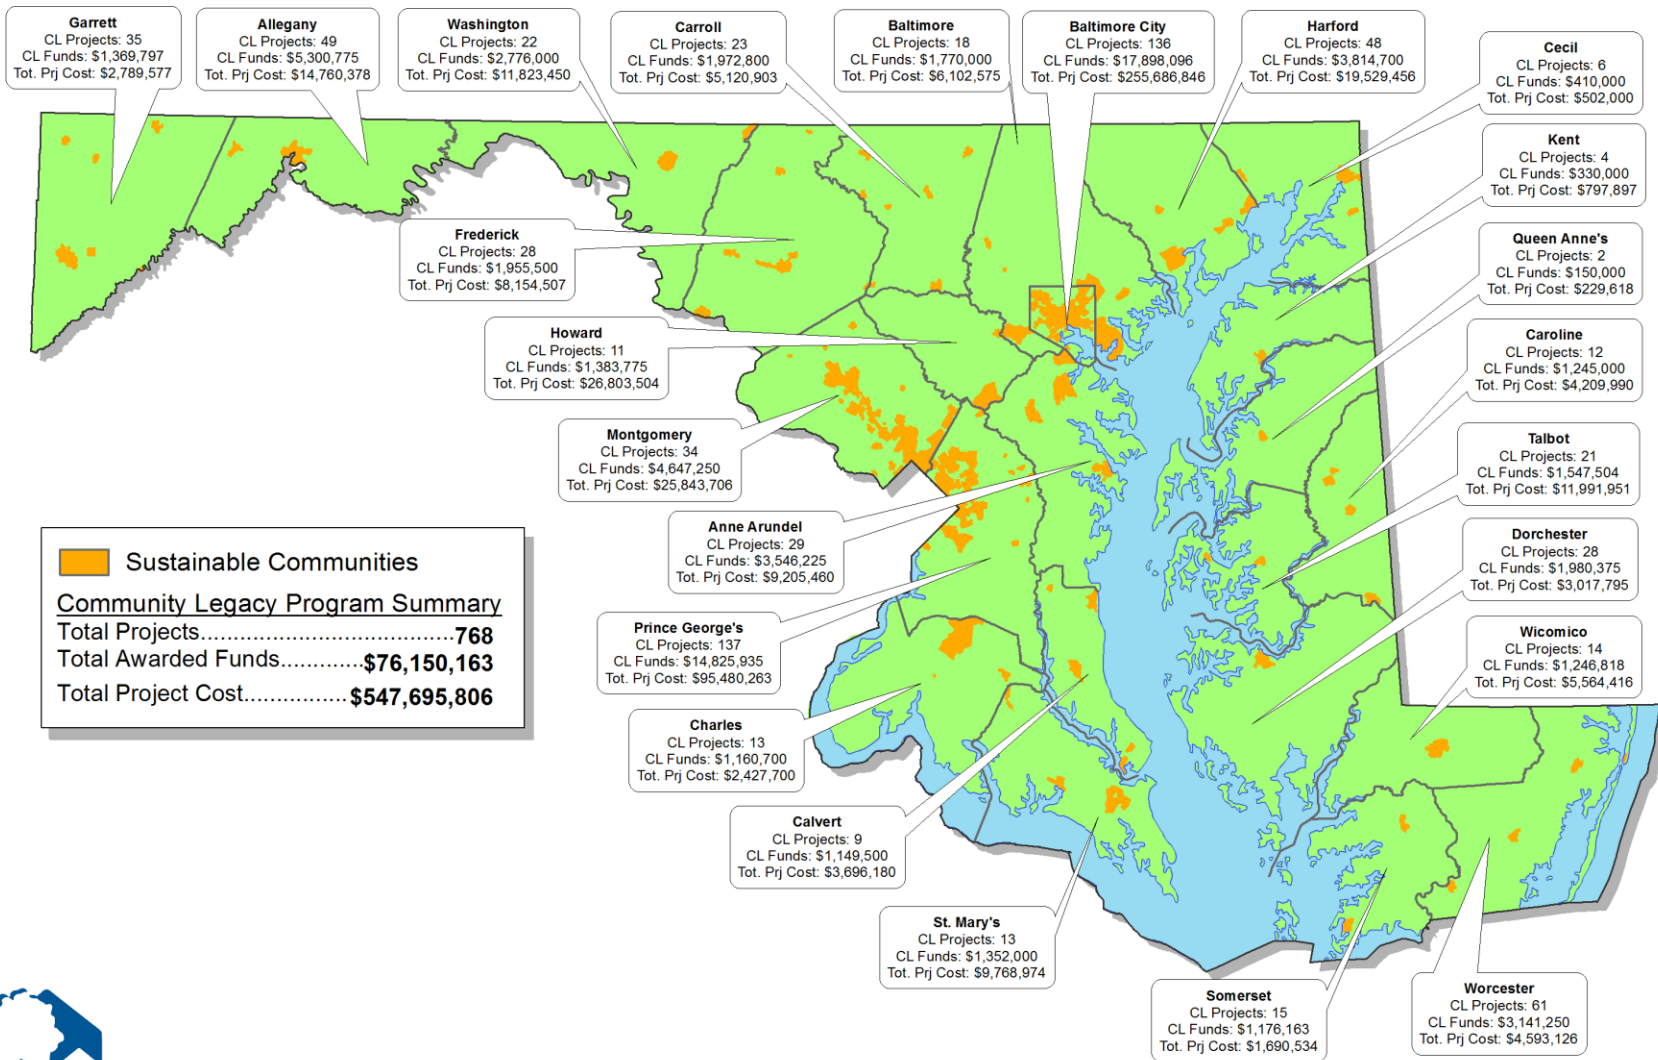 Garrett
CL Projects: 35
CL Funds: $1,369,797
Tot. Prj Cost: $2,789,577
Allegany
CL Projects: 49
CL Funds: $5,300,775
Tot. Prj Cost: $14,760,378
Washington
CL Projects: 22
CL Funds: $2,776,000
Tot. Prj Cost: $11,823,450
Carroll
CL Projects: 23
CL Funds: $1,972,800
Tot. Prj Cost: $5,120,903
Baltimore
CL Projects: 18
CL Funds: $1,770,000
Tot. Prj Cost: $6,102,575
Baltimore City
CL Projects: 136
CL Funds: $17,898,096
Tot. Prj Cost: $255,686,846
Harford
CL Projects: 48
CL Funds: $3,814,700
Tot. Prj Cost: $19,529,456
Cecil
CL Projects: 6
CL Funds: $410,000
Tot. Prj Cost: $502,000
Kent
CL Projects: 4
CL Funds: $330,000
Tot. Prj Cost: $797,897
Frederick
CL Projects: 28
CL Funds: $1,955,500
Tot. Prj Cost: $8,154,507
Queen Anne's
CL Projects: 2
CL Funds: $150,000
Tot. Prj Cost: $229,618
Howard
CL Projects: 11
CL Funds: $1,383,775
Tot. Prj Cost: $26,803,504
Caroline
CL Projects: 12
CL Funds: $1,245,000
Tot. Prj Cost: $4,209,990
Montgomery
CL Projects: 34
CL Funds: $4,647,250
Tot. Prj Cost: $25,843,706
Talbot
CL Projects: 21
CL Funds: $1,547,504
Tot. Prj Cost: $11,991,951
Anne Arundel
CL Projects: 29
CL Funds: $3,546,225
Tot. Prj Cost: $9,205,460
Dorchester
CL Projects: 28
CL Funds: $1,980,375
Tot. Prj Cost: $3,017,795
Sustainable Communities
Community Legacy Program Summary
Total Projects.....................................768
Total Awarded Funds.............$76,150,163
Total Project Cost...............$547,695,806
Prince George's
CL Projects: 137
CL Funds: $14,825,935
Tot. Prj Cost: $95,480,263
Wicomico
CL Projects: 14
CL Funds: $1,246,818
Tot. Prj Cost: $5,564,416
Charles
CL Projects: 13
CL Funds: $1,160,700
Tot. Prj Cost: $2,427,700
Calvert
CL Projects: 9
CL Funds: $1,149,500
Tot. Prj Cost: $3,696,180
St. Mary's
CL Projects: 13
CL Funds: $1,352,000
Tot. Prj Cost: $9,768,974
Somerset
CL Projects: 15
CL Funds: $1,176,163
Tot. Prj Cost: $1,690,534
Worcester
CL Projects: 61
CL Funds: $3,141,250
Tot. Prj Cost: $4,593,126